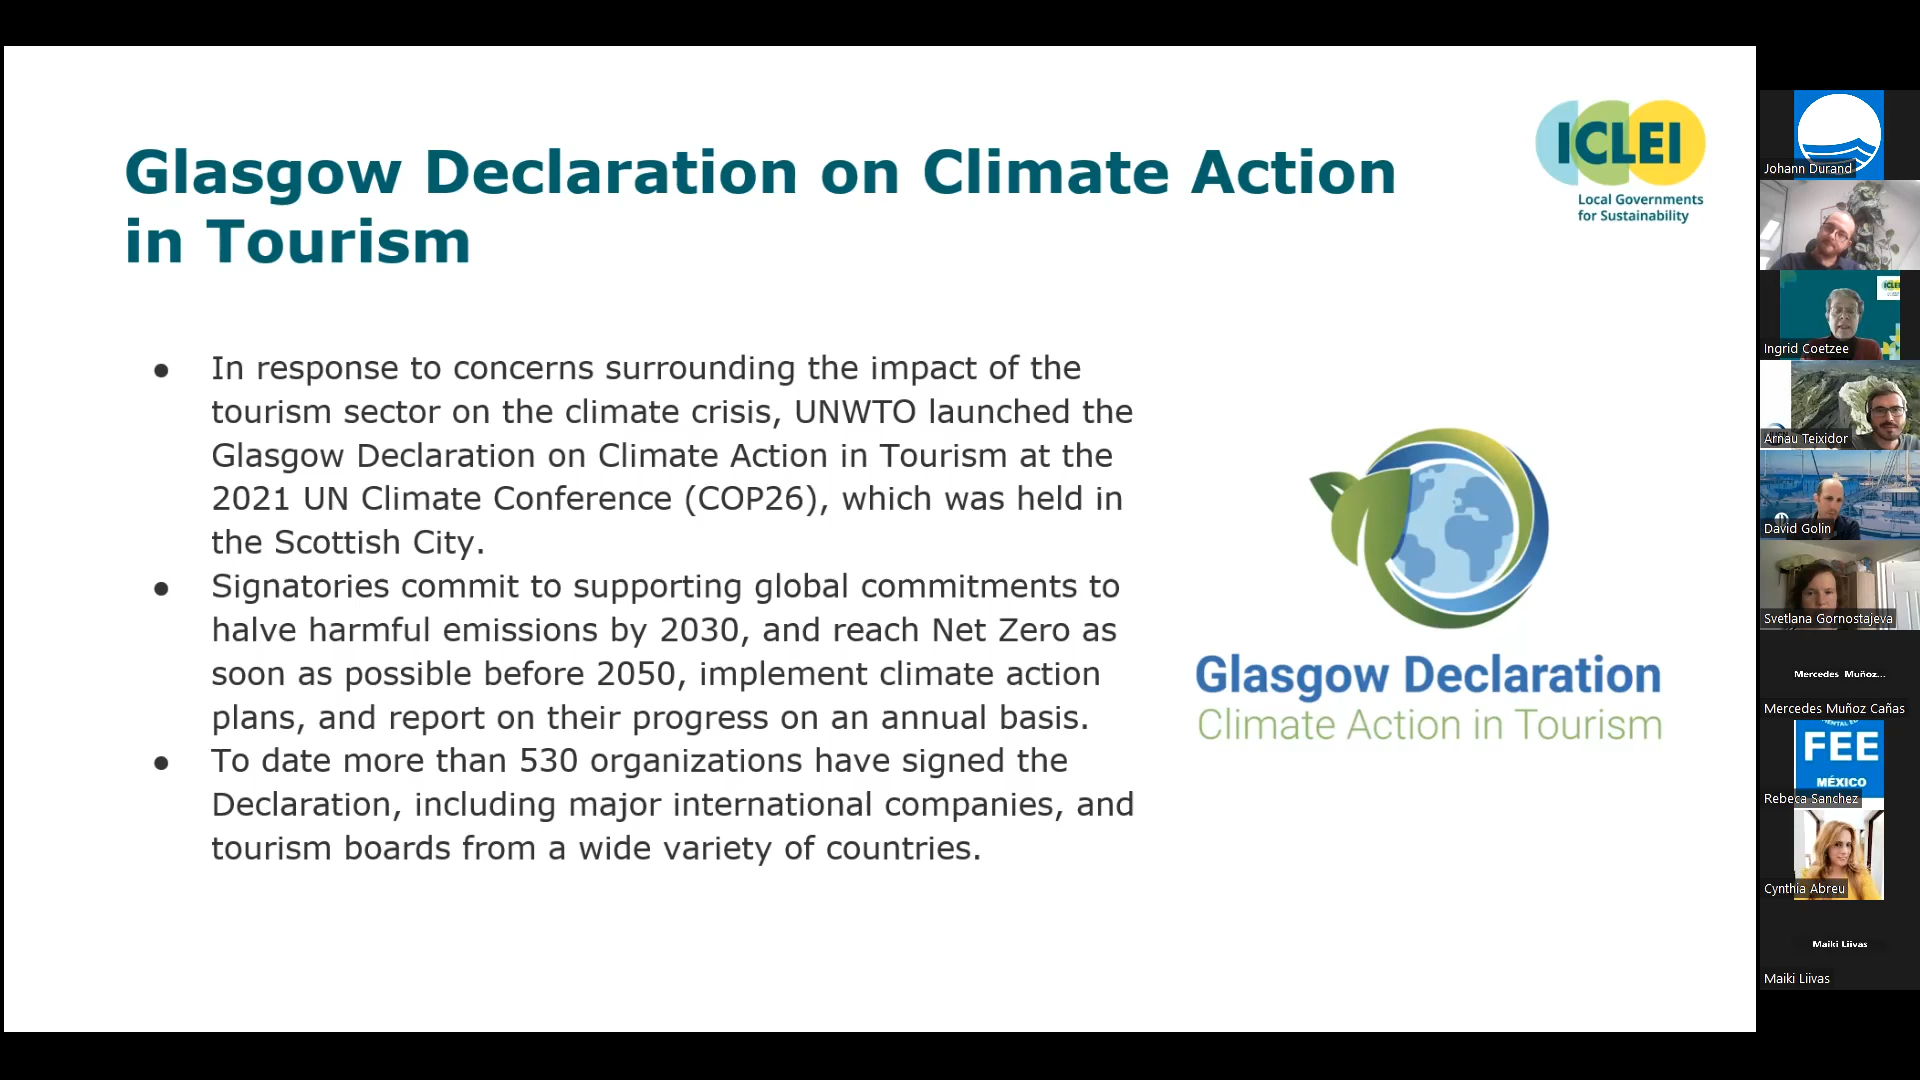 Glasgow Declaration on Climate Action
in Tourism
ICLEI
Local Governments
for Sustainability
● In response to concerns surrounding the impact of the
tourism sector on the climate crisis, UNWTO launched the
Glasgow Declaration on Climate Action in Tourism at the
2021 UN Climate Conference (COP26), which was held in
the Scottish City.
● Signatories commit to supporting global commitments to
halve harmful emissions by 2030, and reach Net Zero as
soon as possible before 2050, implement climate action
plans, and report on their progress on an annual basis.
● To date more than 530 organizations have signed the
Declaration, including major international companies, and
tourism boards from a wide variety of countries.
Glasgow Declaration
Climate Action in Tourism
Johann Durand
ICLEI
Ingrid Coetzee
Arnau Teixidor
David Golin
Svetlana Gornostajeva
Mercedes Muñoz...
Mercedes Muñoz Cañas
FEE
MÉXICO
Rebeca Sanchez
Cynthia Abreu
Maiki Liivas
Maiki Liivas